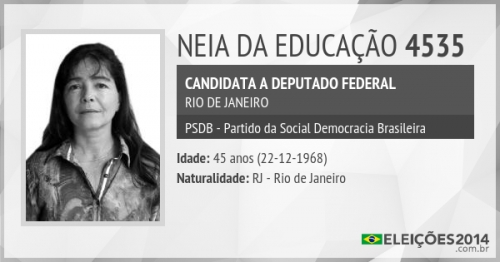 NEIA DA EDUCAÇÃO 4535
CANDIDATA A DEPUTADO FEDERAL
RIO DE JANEIRO
PSDB - Partido da Social Democracia Brasileira
Idade: 45 anos (22-12-1968)
Naturalidade: RJ - Rio de Janeiro
ELEIÇÕES2014
.com.br